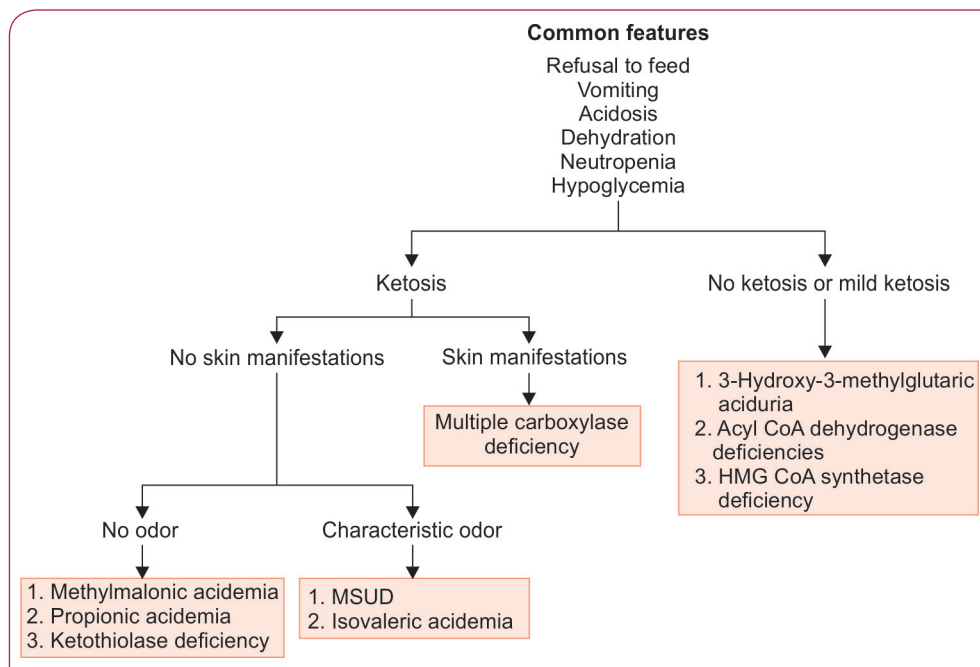 Common features
Refusal to feed
Vomiting
Acidosis
Dehydration
Neutropenia
Hypoglycemia
Ketosis
No ketosis or mild ketosis
No skin manifestations
Skin manifestations
Multiple carboxylase
deficiency
1. 3-Hydroxy-3-methylglutaric
aciduria
2. Acyl CoA dehydrogenase
deficiencies
3. HMG CoA synthetase
deficiency
No odor
Characteristic odor
1. Methylmalonic acidemia
2. Propionic acidemia
3. Ketothiolase deficiency
1. MSUD
2. Isovaleric acidemia